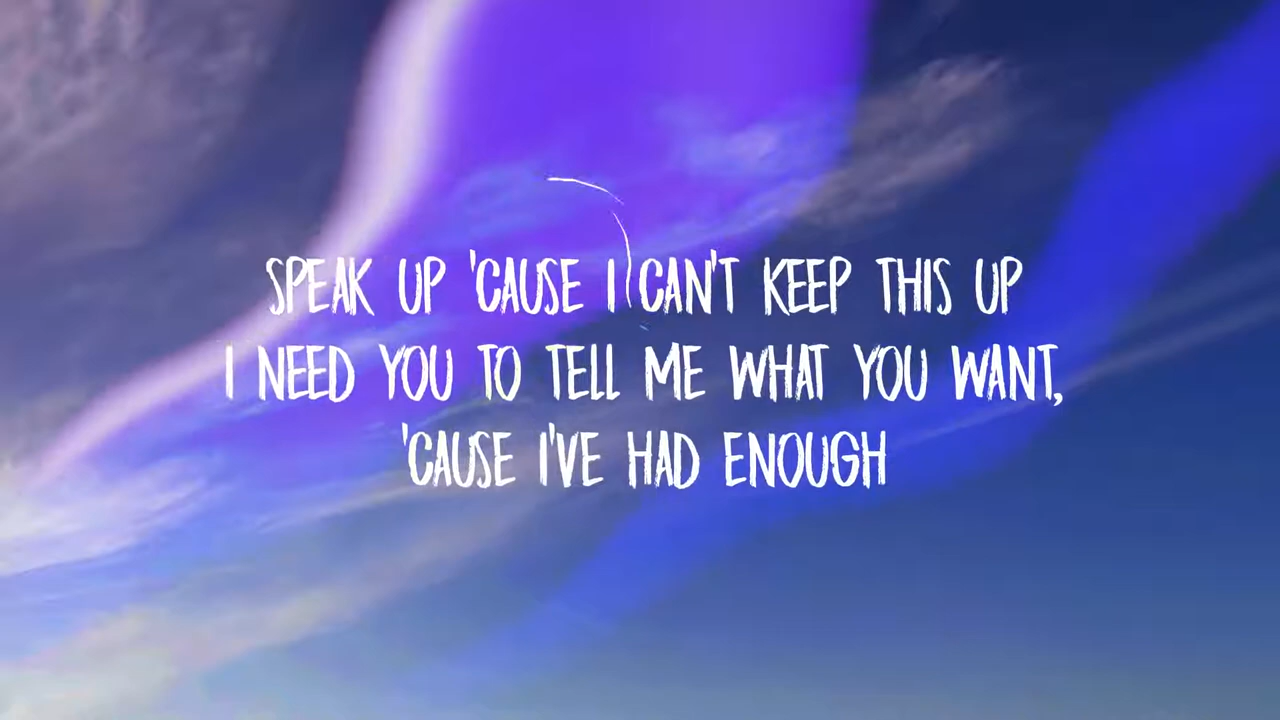 SPEAK UP 'CAUSE I CAN'T KEEP THIS UP
I NEED YOU TO TELL ME WHAT YOU WANT,
'CAUSE I'VE HAD ENOUGH